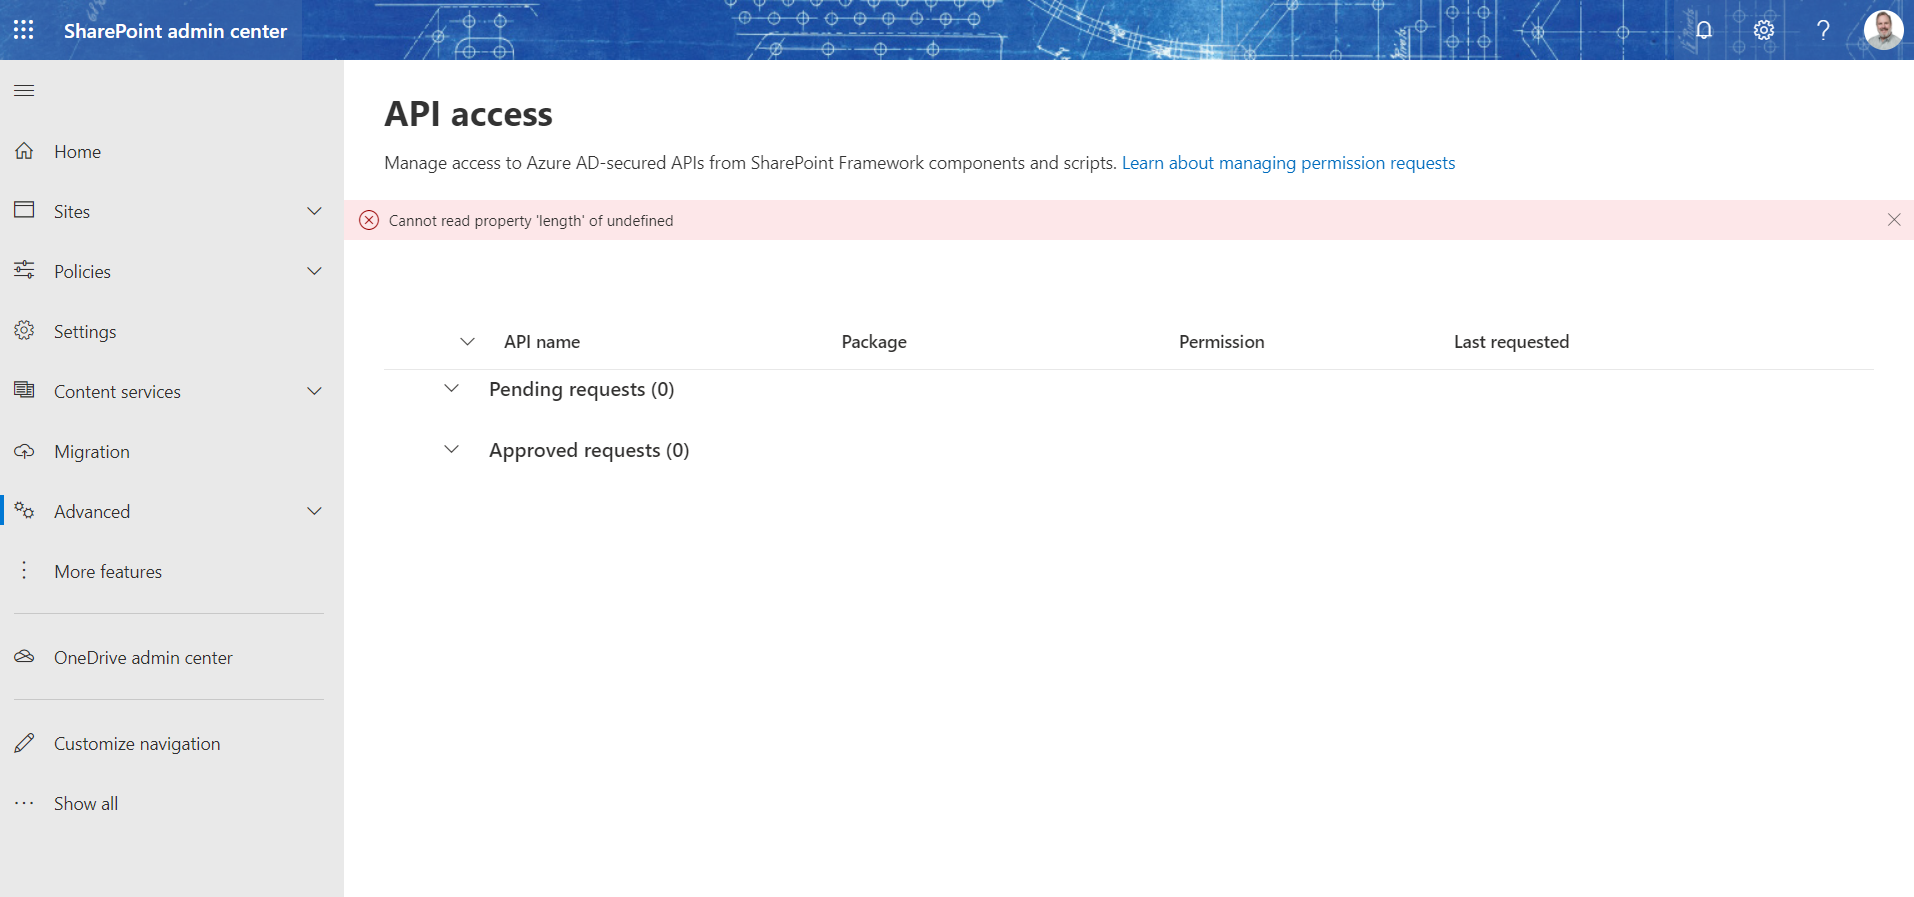 SharePoint admin center
Home
Sites
Policies
Settings
Content services
Migration
Advanced
More features
OneDrive admin center
Customize navigation
Show all
API access
Manage access to Azure AD-secured APIs from SharePoint Framework components and scripts. Learn about managing permission requests
Cannot read property 'length' of undefined
API name Package Permission Last requested
Pending requests (0)
Approved requests (0)